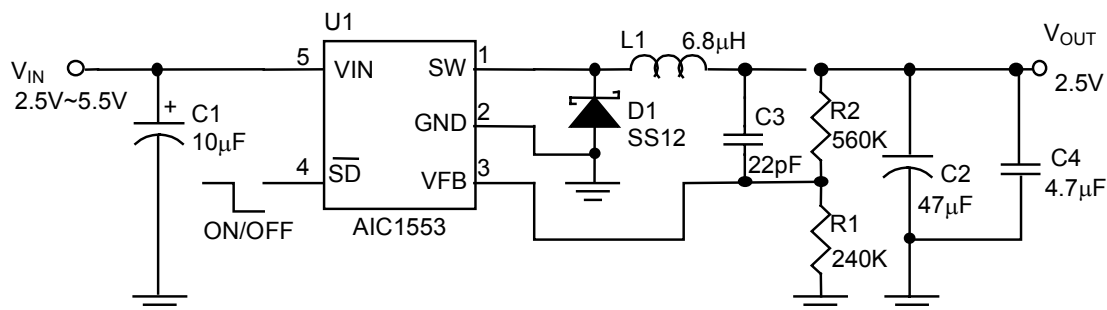 U1
V_IN
2.5V~5.5V
C1
+
10μF
5
VIN
SW
1
GND
2
4
SD
VFB
3
ON/OFF
AIC1553
L1
6.8μH
D1
SS12
C3
22pF
R2
560K
R1
240K
C2
47μF
C4
4.7μF
V_OUT
2.5V